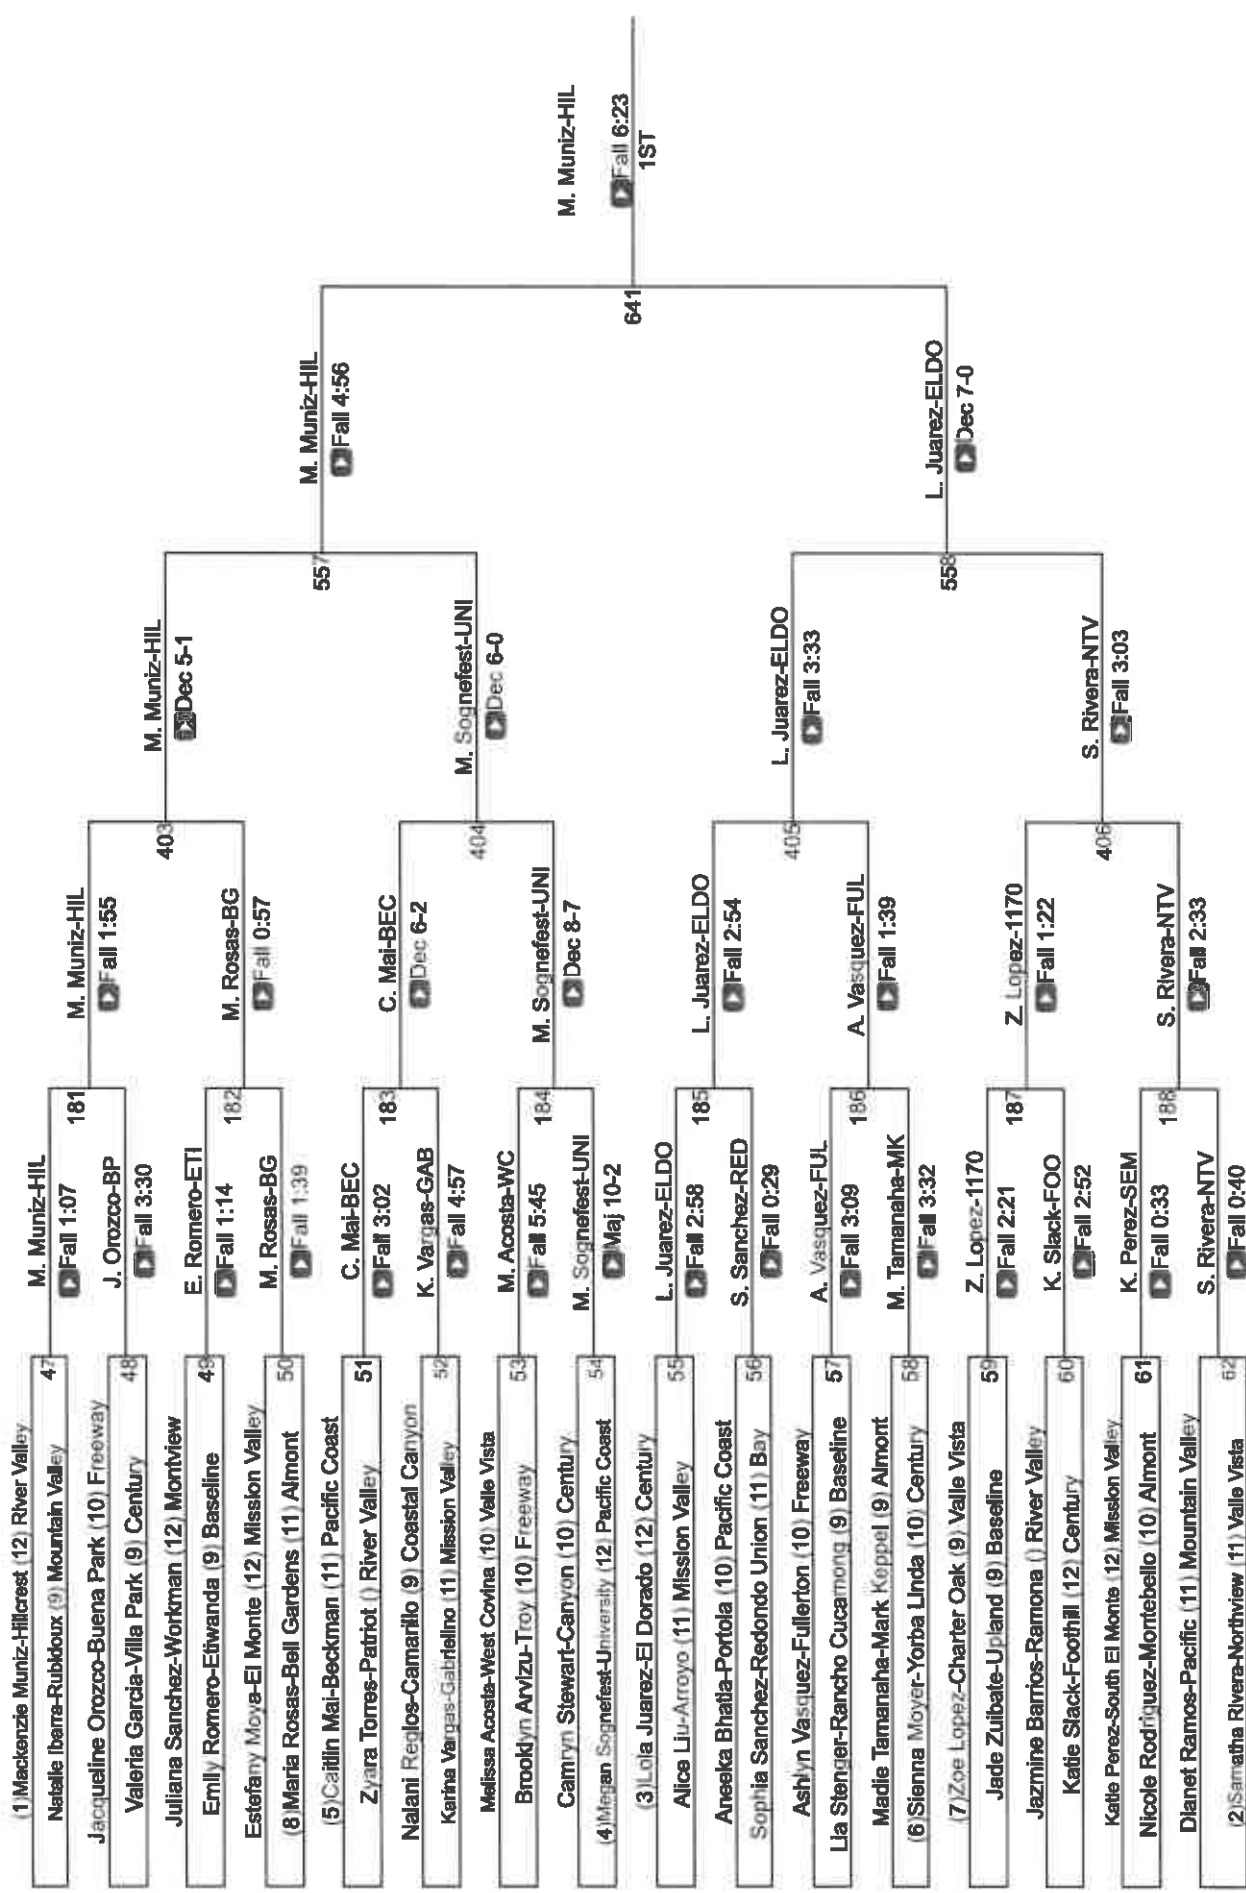 (1)Mackenzie Muniz-Hillcrest (12) River Valley
47
Natalie Ibarra-Rubidoux (9) Mountain Valley
Jacqueline Orozco-Buena Park (10) Freeway
48
Valeria Garcia-Villa Park (9) Century
Juliana Sanchez-Workman (12) Montview
49
Emily Romero-Etiwanda (9) Baseline
Estefany Moya-El Monte (12) Mission Valley
50
(8)Maria Rosas-Bell Gardens (11) Almont
(5)Caitlin Mai-Beckman (11) Pacific Coast
51
Zyara Torres-Patriot () River Valley
Nalani Reglos-Camarillo (9) Coastal Canyon
52
Karina Vargas-Gabrielino (11) Mission Valley
Melissa Acosta-West Covina (10) Valle Vista
53
Brooklyn Arvizu-Troy (10) Freeway
Camryn Stewart-Canyon (10) Century
54
(4)Megan Sognefest-University (12) Pacific Coast
(3)Lola Juarez-El Dorado (12) Century
55
Alice Liu-Arroyo (11) Mission Valley
Aneeka Bhatia-Portola (10) Pacific Coast
56
Sophia Sanchez-Redondo Union (11) Bay
Ashlyn Vasquez-Fullerton (10) Freeway
57
Lia Stenger-Rancho Cucamong (9) Baseline
Madie Tamanaha-Mark Keppel (9) Almont
58
(6)Sienna Moyer-Yorba Linda (10) Century
(7)Zoe Lopez-Charter Oak (9) Valle Vista
59
Jade Zuibate-Upland (9) Baseline
Jazmine Barrios-Ramona () River Valley
60
Katie Slack-Foothill (12) Century
Katie Perez-South El Monte (12) Mission Valley
61
Nicole Rodriguez-Montebello (10) Almont
Dianet Ramos-Pacific (11) Mountain Valley
62
(2)Samatha Rivera-Northview (11) Valle Vista
M. Muniz-HIL
Fall 1:07
181
J. Orozco-BP
Fall 3:30
E. Romero-ETI
Fall 1:14
182
M. Rosas-BG
Fall 1:39
C. Mai-BEC
Fall 3:02
183
K. Vargas-GAB
Fall 4:57
M. Acosta-WC
Fall 5:45
184
M. Sognefest-UNI
Maj 10-2
L. Juarez-ELDO
Fall 2:58
185
S. Sanchez-RED
Fall 0:29
A. Vasquez-FUL
Fall 3:09
186
M. Tamanaha-MK
Fall 3:32
Z. Lopez-1170
Fall 2:21
187
K. Slack-FOO
Fall 2:52
K. Perez-SEM
Fall 0:33
188
S. Rivera-NTV
Fall 0:40
M. Muniz-HIL
Fall 1:55
403
M. Rosas-BG
Fall 0:57
C. Mai-BEC
Dec 6-2
404
M. Sognefest-UNI
Dec 8-7
L. Juarez-ELDO
Fall 2:54
405
A. Vasquez-FUL
Fall 1:39
Z. Lopez-1170
Fall 1:22
406
S. Rivera-NTV
Fall 2:33
M. Muniz-HIL
Dec 5-1
557
M. Sognefest-UNI
Dec 6-0
L. Juarez-ELDO
Fall 3:33
558
S. Rivera-NTV
Fall 3:03
M. Muniz-HIL
Fall 4:56
641
L. Juarez-ELDO
Dec 7-0
M. Muniz-HIL
Fall 6:23
1ST